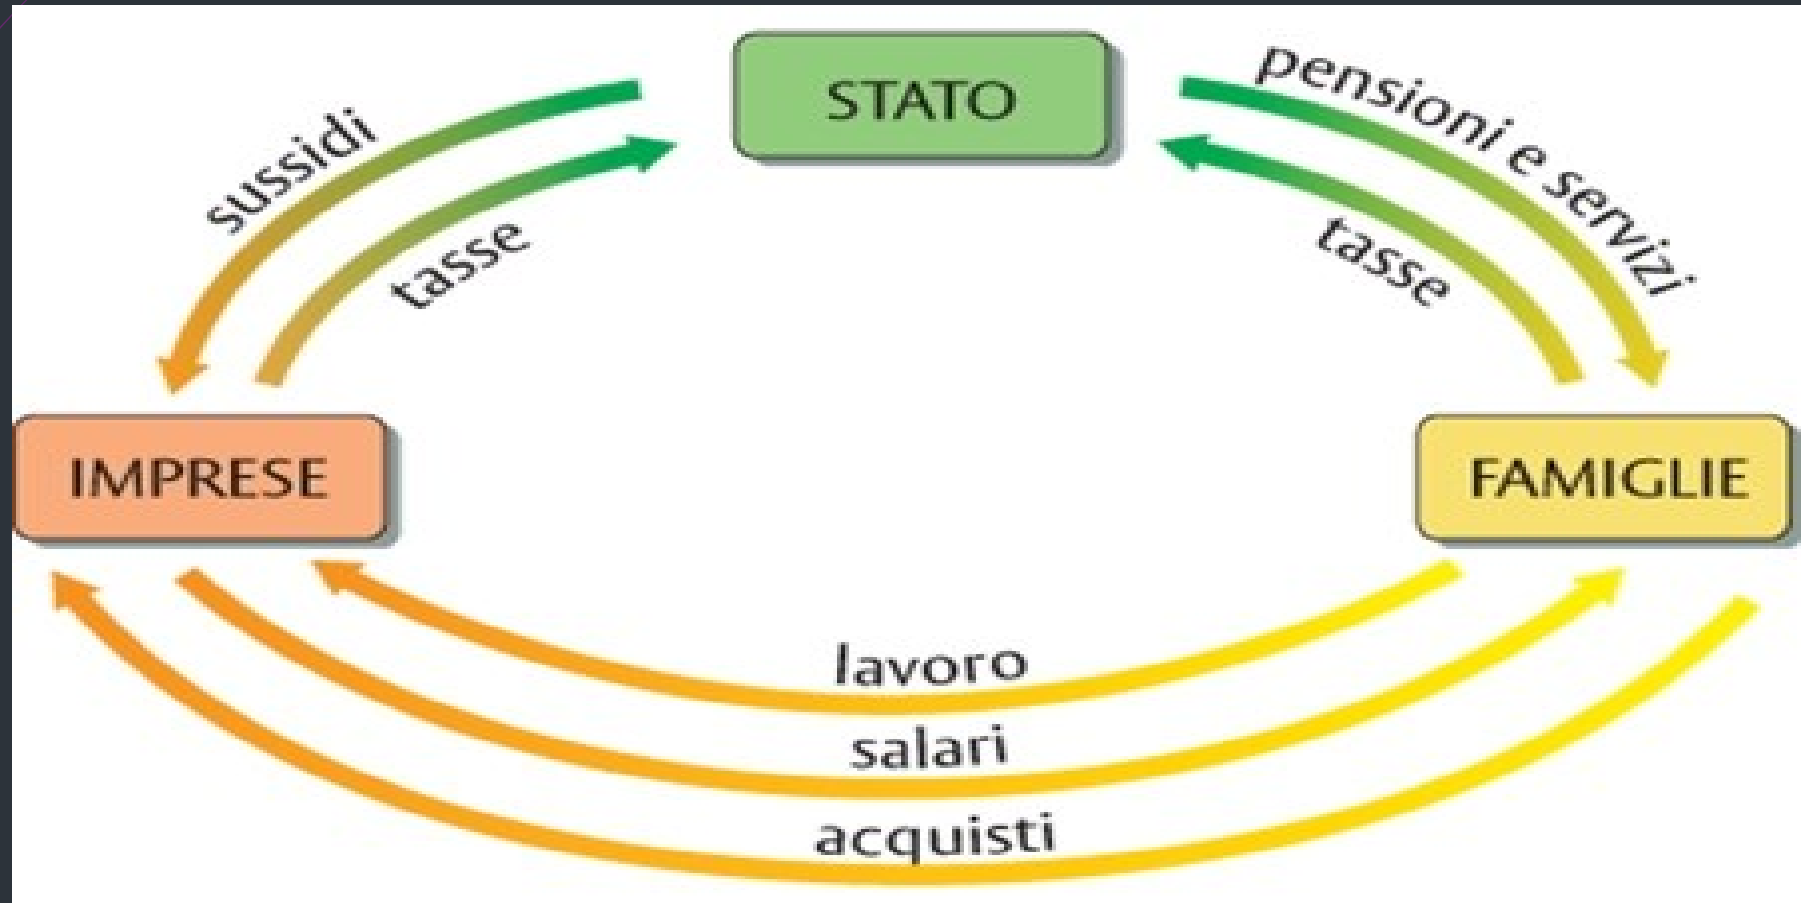 STATO
sussidi
pensioni e servizi
tasse
tasse
IMPRESE
FAMIGLIE
lavoro
salari
acquisti